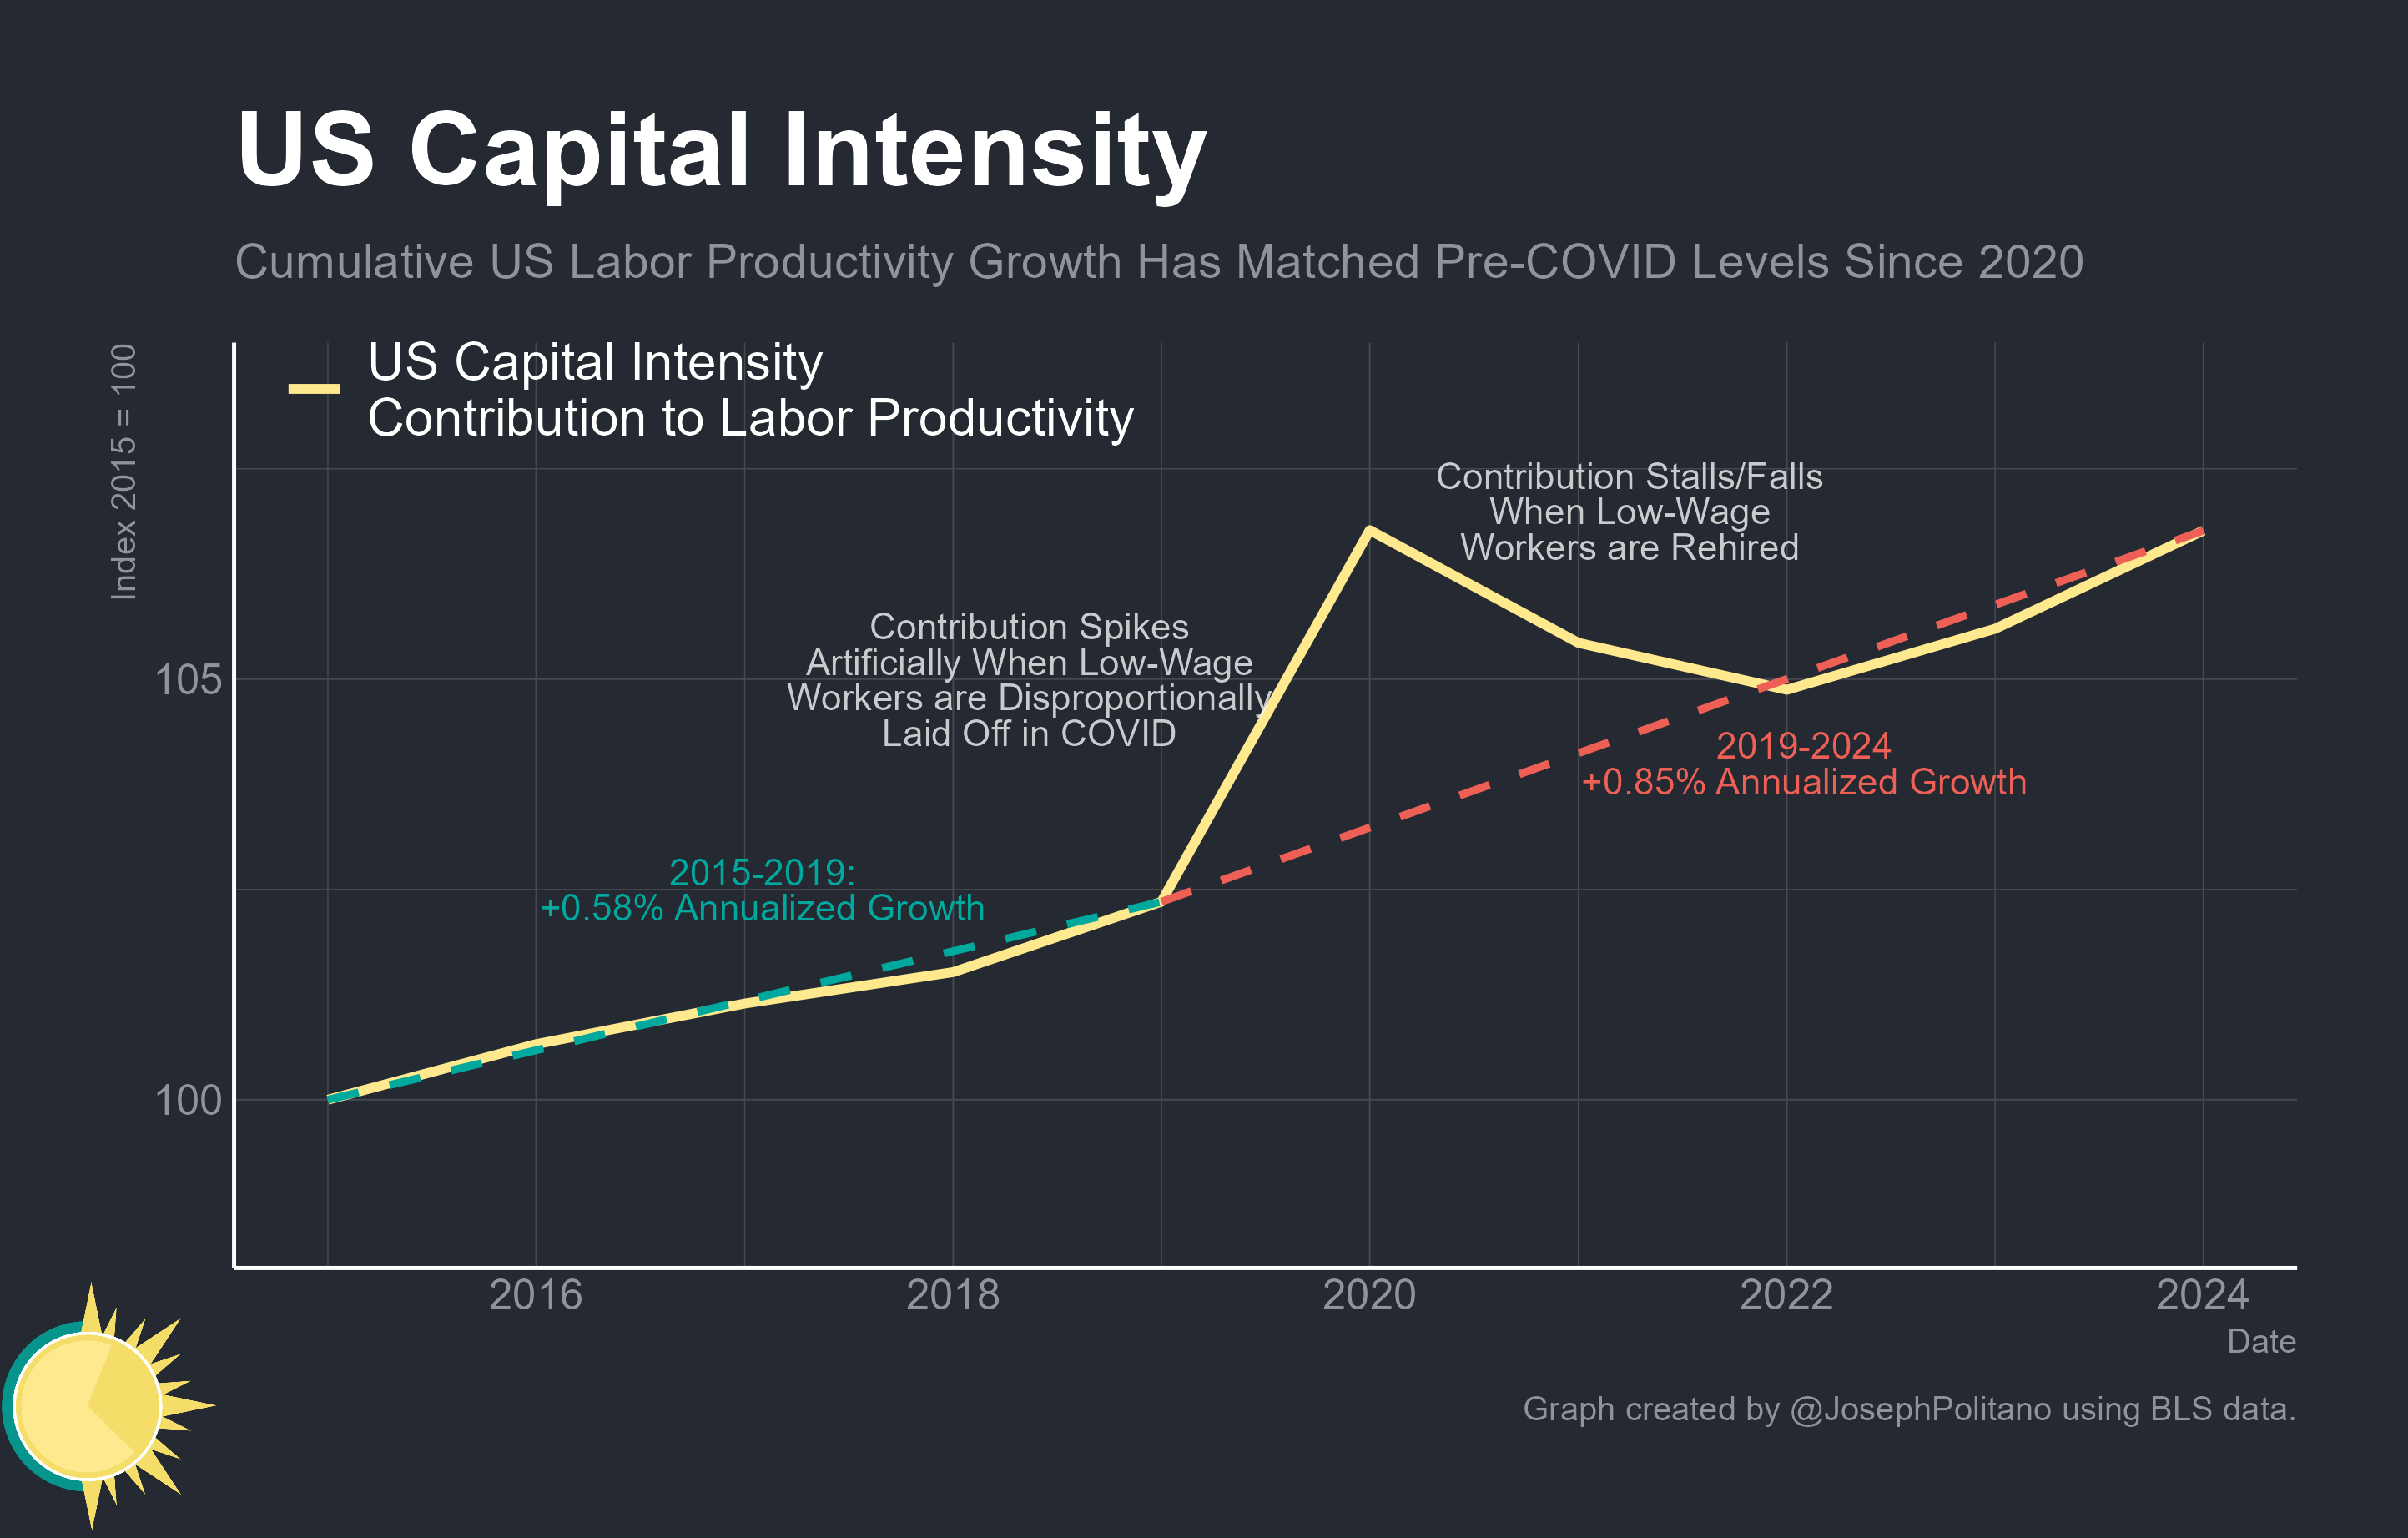 US Capital Intensity
Cumulative US Labor Productivity Growth Has Matched Pre-COVID Levels Since 2020
Index 2015 = 100
US Capital Intensity
Contribution to Labor Productivity
Contribution Stalls/Falls
When Low-Wage
Workers are Rehired
Contribution Spikes
Artificially When Low-Wage
Workers are Disproportionally
Laid Off in COVID
105
2019-2024
+0.85% Annualized Growth
2015-2019:
+0.58% Annualized Growth
100
2016
2018
2020
2022
2024
Date
Graph created by @JosephPolitano using BLS data.